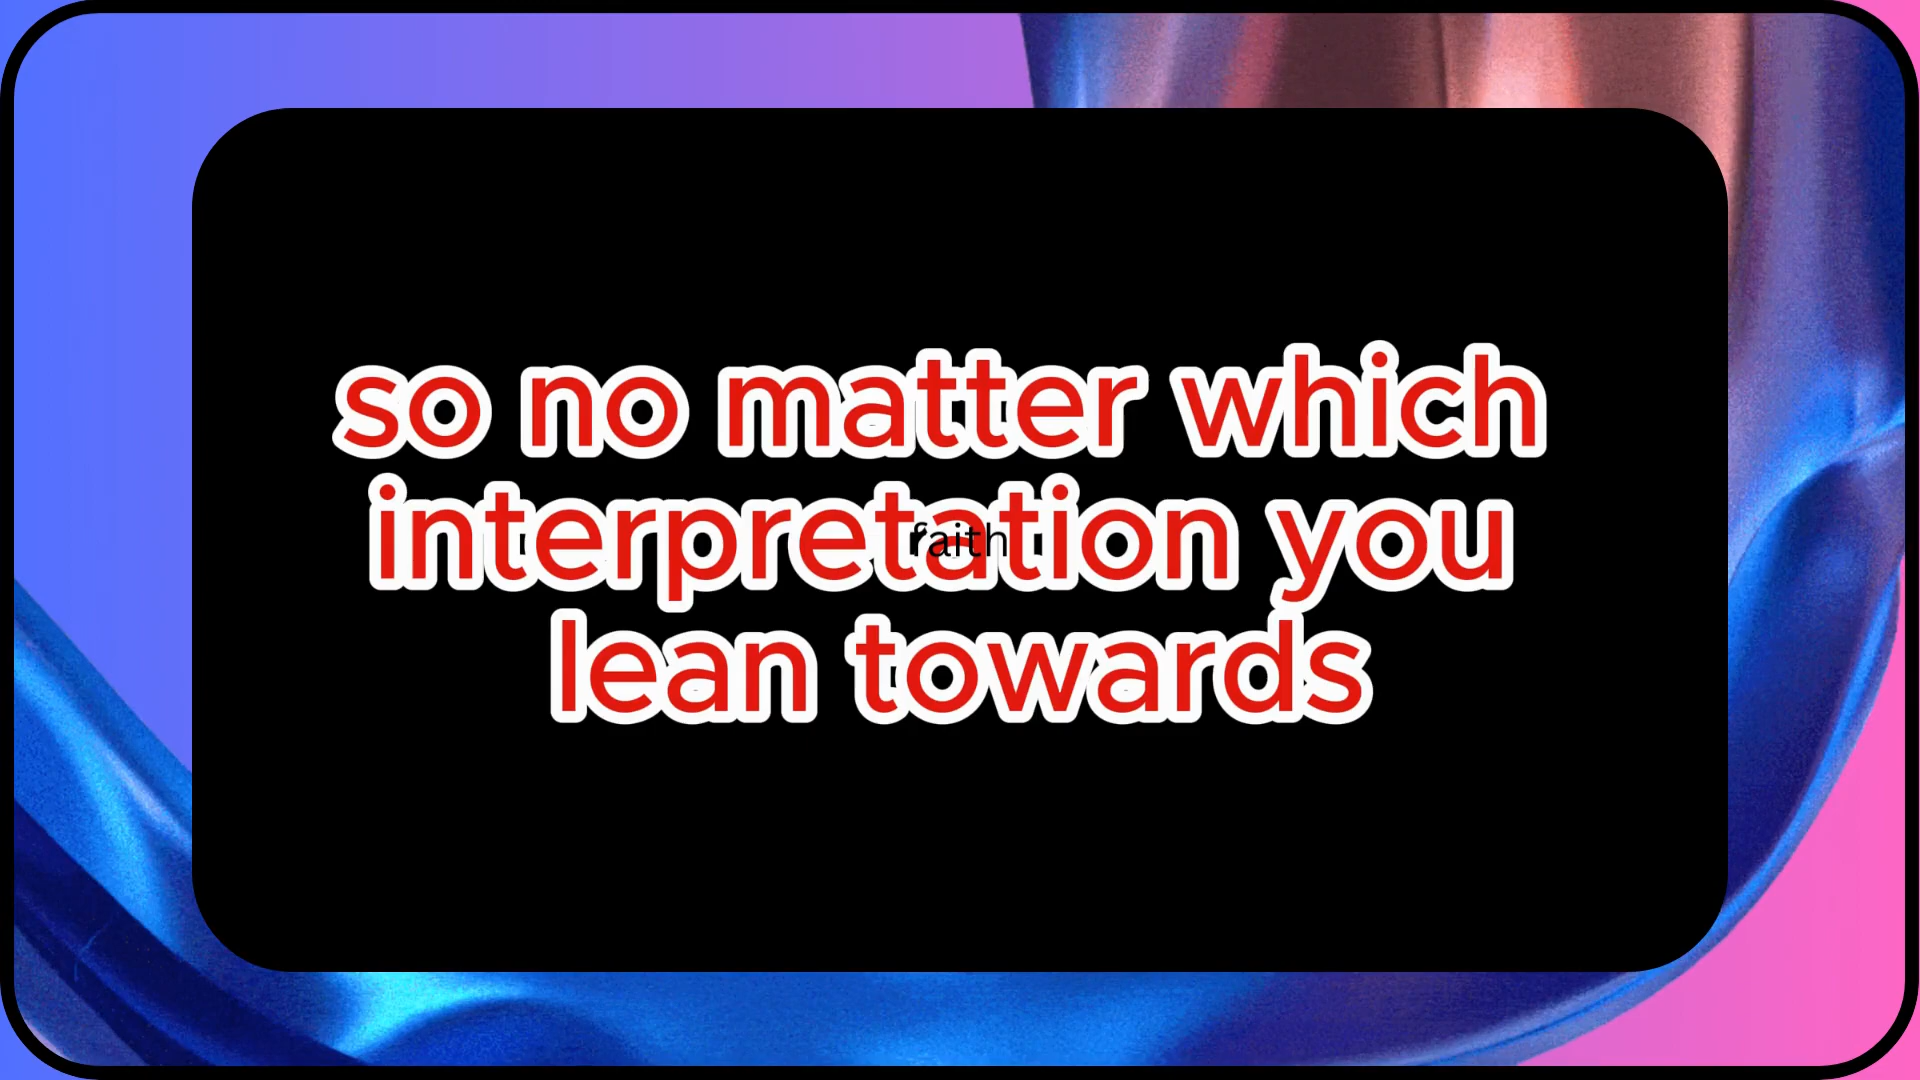 so no matter which
interpretation you
faith
lean towards